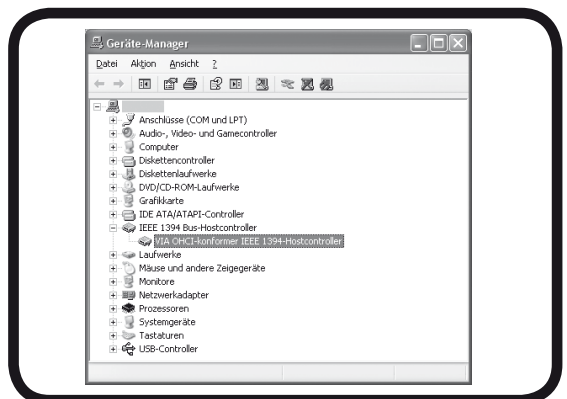 Geräte-Manager
Datei Aktion Ansicht ?
Anschlüsse (COM und LPT)
Audio-, Video- und Gamecontroller
Computer
Diskettencontroller
Diskettenlaufwerke
DVD/CD-ROM-Laufwerke
Grafikkarte
IDE ATA/ATAPI-Controller
IEEE 1394 Bus-Hostcontroller
VIA OHCI-konformer IEEE 1394-Hostcontroller
Laufwerke
Mäuse und andere Zeigegeräte
Monitore
Netzwerkadapter
Prozessoren
Systemgeräte
Tastaturen
USB-Controller